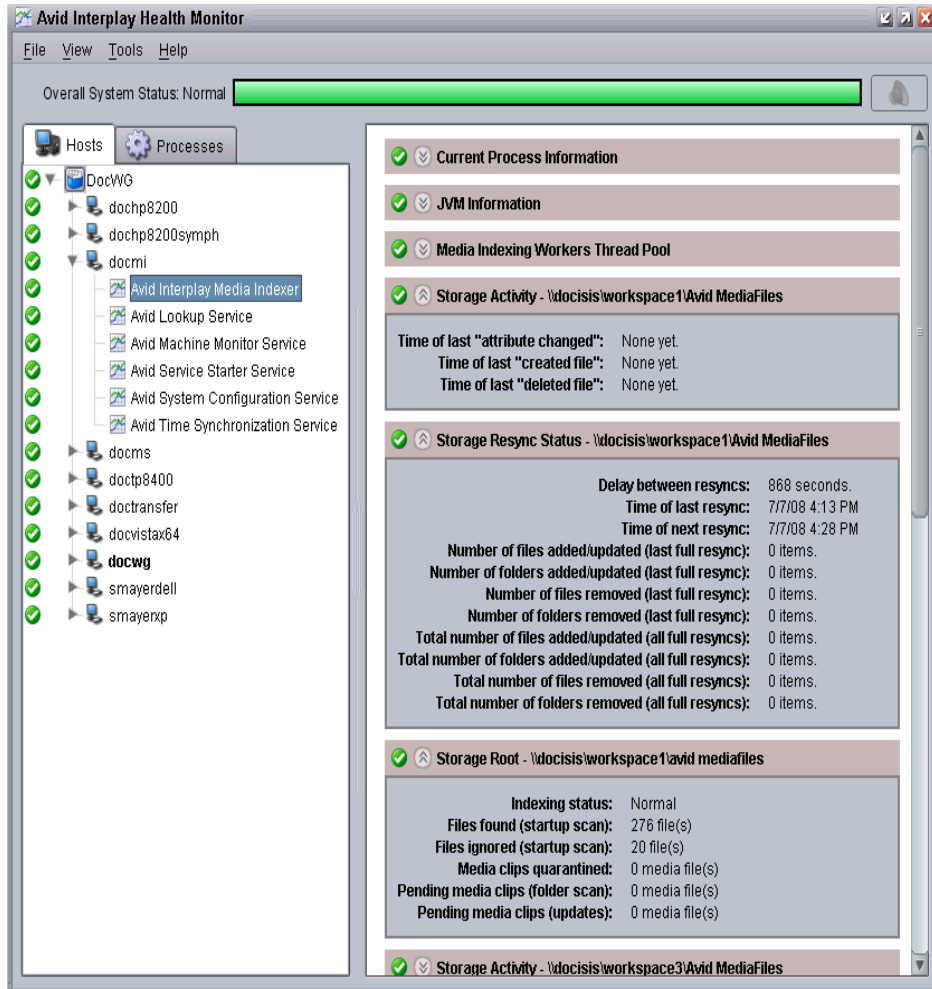 Avid Interplay Health Monitor
File View Tools Help
Overall System Status: Normal
Hosts
Processes
DocWG
dochp8200
dochp8200symph
docmi
Avid Interplay Media Indexer
Avid Lookup Service
Avid Machine Monitor Service
Avid Service Starter Service
Avid System Configuration Service
Avid Time Synchronization Service
docms
doctp8400
doctransfer
docvistax64
docwg
smayerdell
smayerxp
Current Process Information
JVM Information
Media Indexing Workers Thread Pool
Storage Activity - \\docisis\workspace1\Avid MediaFiles
Time of last "attribute changed": None yet.
Time of last "created file": None yet.
Time of last "deleted file": None yet.
Storage Resync Status - \\docisis\workspace1\Avid MediaFiles
Delay between resyncs: 868 seconds.
Time of last resync: 7/7/08 4:13 PM
Time of next resync: 7/7/08 4:28 PM
Number of files added/updated (last full resync): 0 items.
Number of folders added/updated (last full resync): 0 items.
Number of files removed (last full resync): 0 items.
Number of folders removed (last full resync): 0 items.
Total number of files added/updated (all full resyncs): 0 items.
Total number of folders added/updated (all full resyncs): 0 items.
Total number of files removed (all full resyncs): 0 items.
Total number of folders removed (all full resyncs): 0 items.
Storage Root - \\docisis\workspace1\avid mediafiles
Indexing status: Normal
Files found (startup scan): 276 file(s)
Files ignored (startup scan): 20 file(s)
Media clips quarantined: 0 media file(s)
Pending media clips (folder scan): 0 media file(s)
Pending media clips (updates): 0 media file(s)
Storage Activity - \\docisis\workspace3\Avid MediaFiles